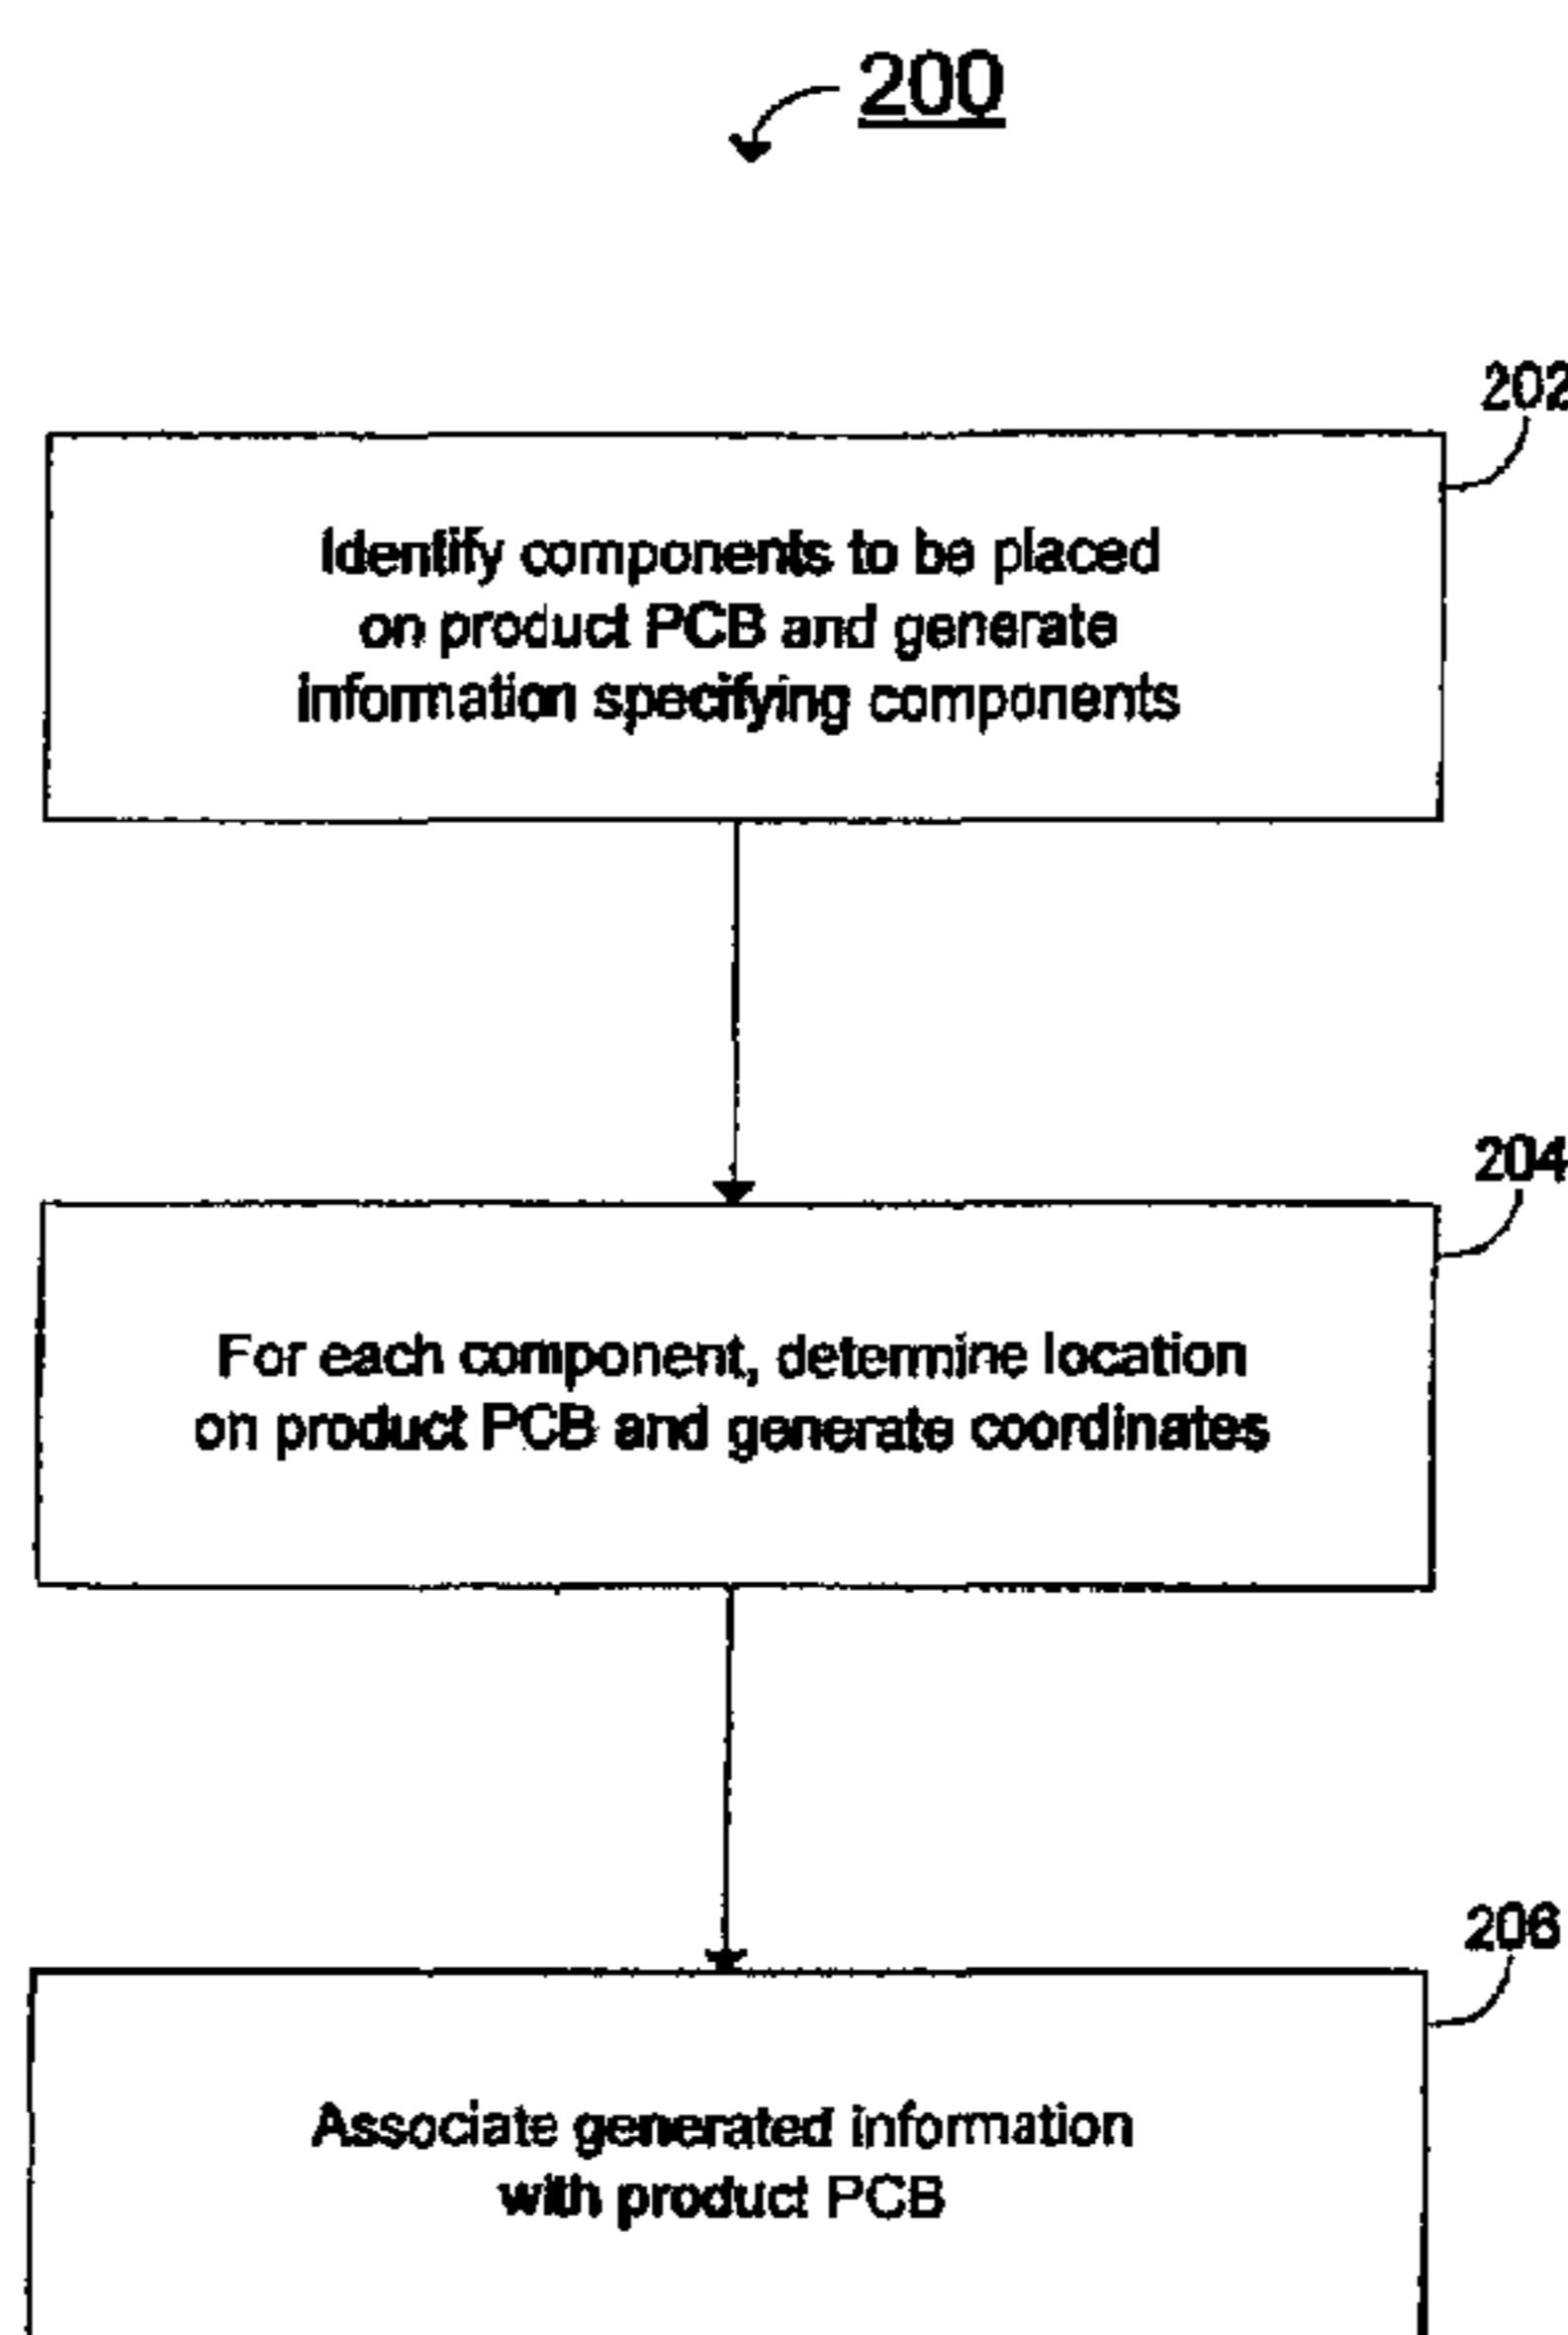 200
202
Identify components to be placed
on product PCB and generate
information specifying components
204
For each component, determine location
on product PCB and generate coordinates
206
Associate generated information
with product PCB